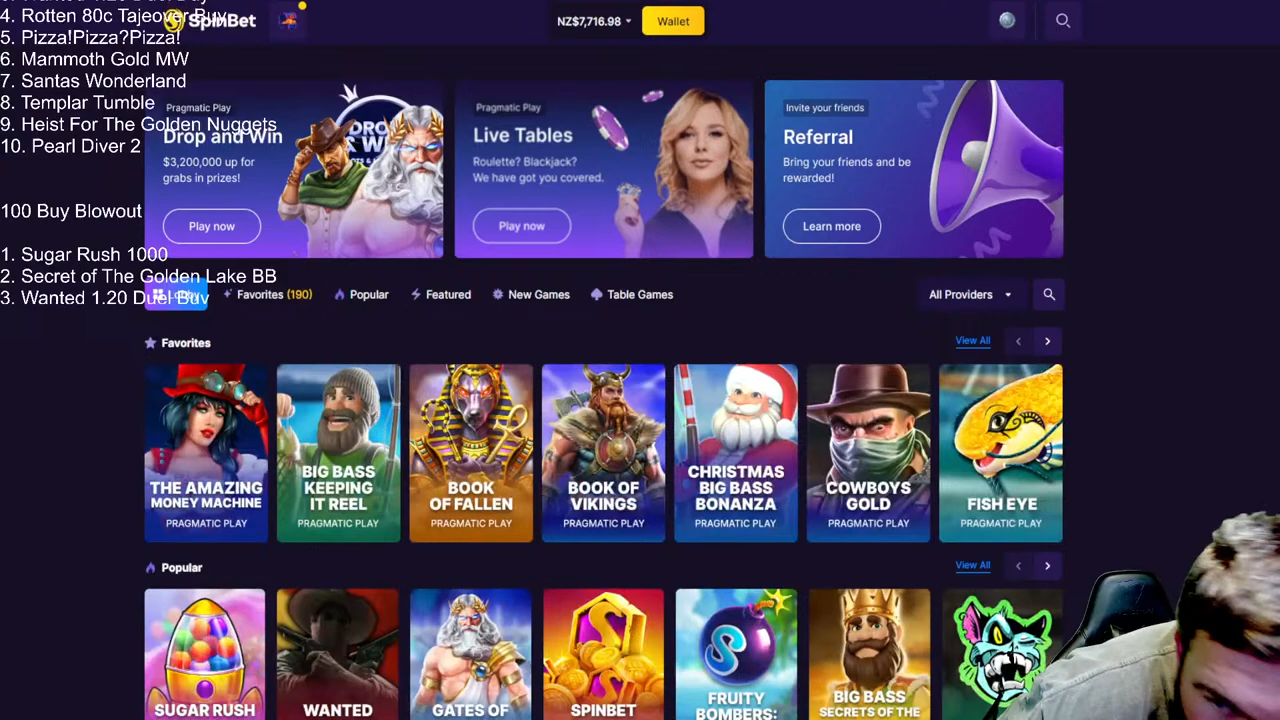 4. Rotten 80c Tajeover Buy
SpinBet
NZ$7,716.98
Wallet
5. Pizza!Pizza?Pizza!
6. Mammoth Gold MW
7. Santas Wonderland
8. Templar Tumble
9. Heist For The Golden Nuggets
10. Pearl Diver 2
100 Buy Blowout
1. Sugar Rush 1000
2. Secret of The Golden Lake BB
3. Wanted 1.20 Duel Buy
Pragmatic Play
Drop and Win
$3,200,000 up for
grabs in prizes!
Play now
Pragmatic Play
Live Tables
Roulette? Blackjack?
We have got you covered.
Play now
Invite your friends
Referral
Bring your friends and be
rewarded!
Learn more
Favorites (190)
Popular
Featured
New Games
Table Games
All Providers
Favorites
View All
THE AMAZING
MONEY MACHINE
PRAGMATIC PLAY
BIG BASS
KEEPING
IT REEL
PRAGMATIC PLAY
BOOK
OF FALLEN
PRAGMATIC PLAY
BOOK OF
VIKINGS
PRAGMATIC PLAY
CHRISTMAS
BIG BASS
BONANZA
PRAGMATIC PLAY
COWBOYS
GOLD
PRAGMATIC PLAY
FISH EYE
PRAGMATIC PLAY
Popular
View All
SUGAR RUSH
WANTED
GATES OF
SPINBET
FRUITY
BOMBERS:
BIG BASS
SECRETS OF THE